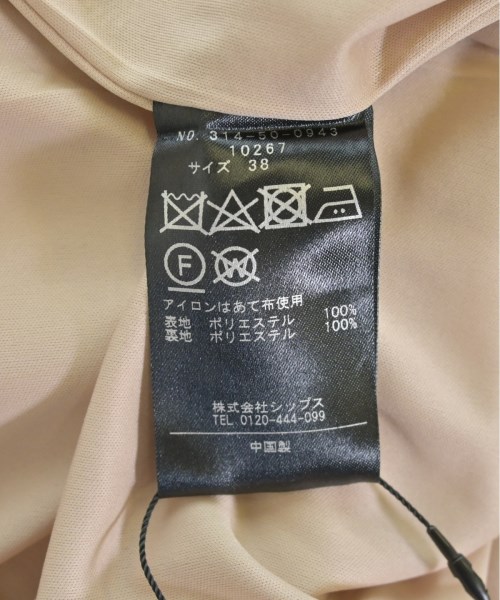 NO. 314-50-0943
10267
サイズ 38
F W
アイロンはあて布使用
表地 ポリエステル 100%
裏地 ポリエステル 100%
株式会社シップス
TEL. 0120-444-099
中国製